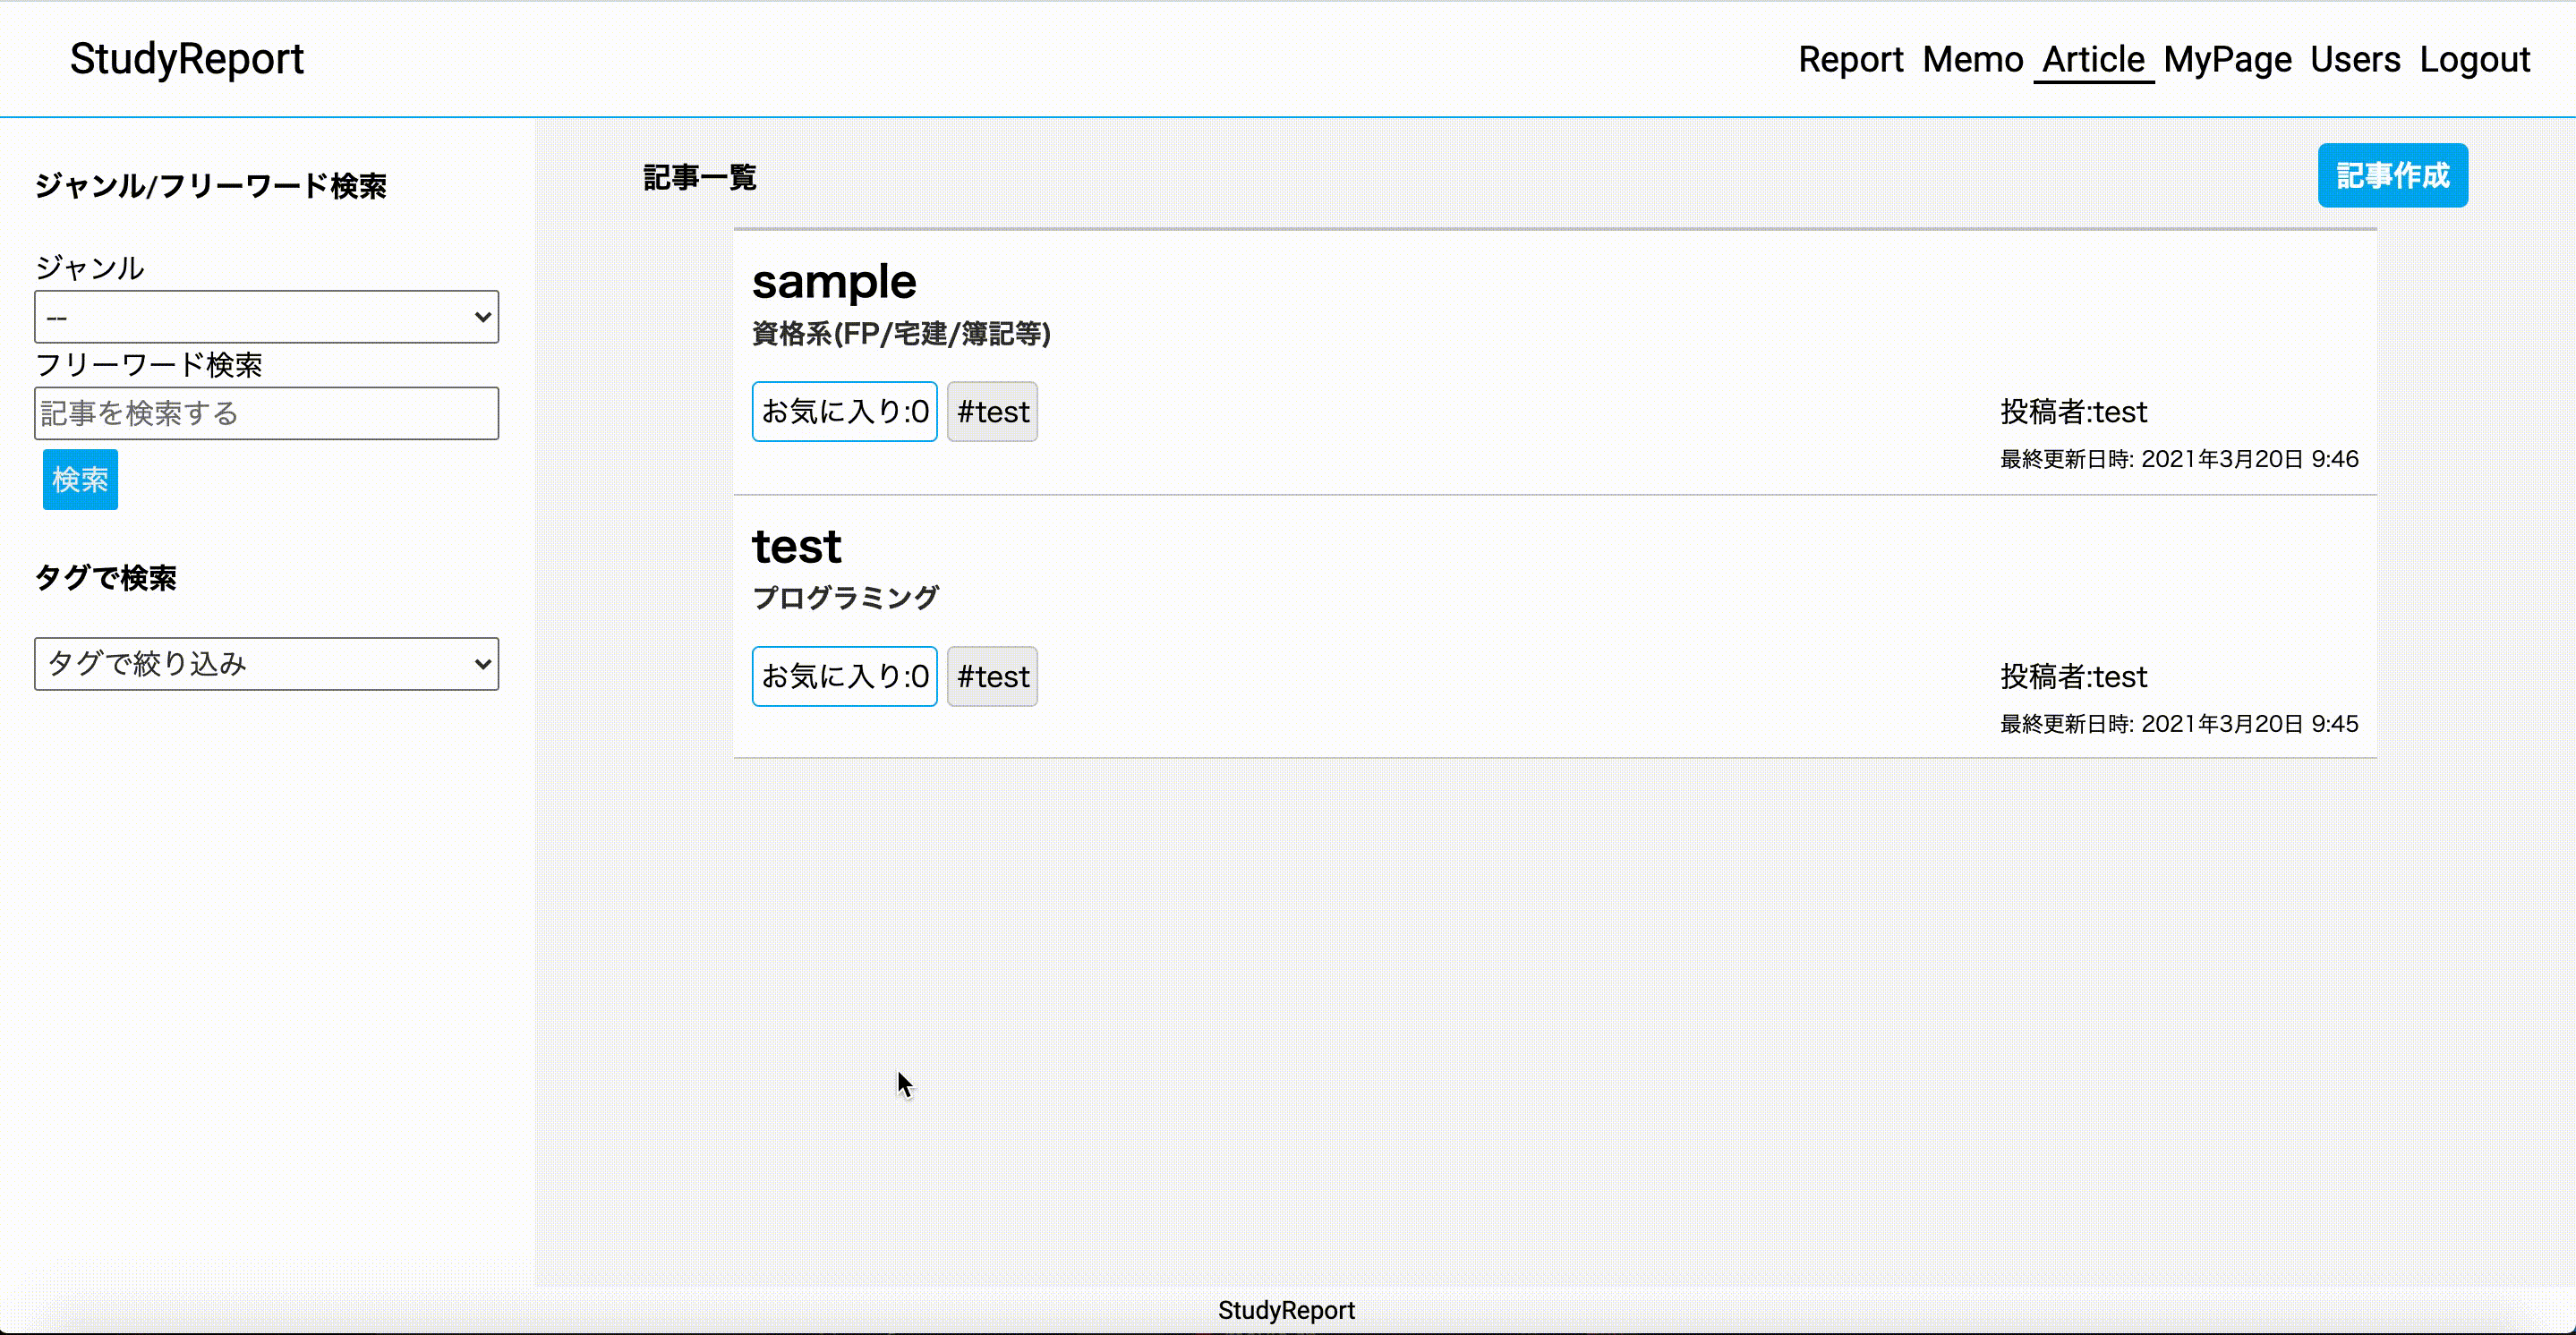 StudyReport
Report Memo Article MyPage Users Logout
ジャンル/フリーワード検索
ジャンル
--
フリーワード検索
記事を検索する
検索
タグで検索
タグで絞り込み
記事一覧
記事作成
sample
資格系(FP/宅建/簿記等)
お気に入り:0 #test
投稿者:test
最終更新日時: 2021年3月20日 9:46
test
プログラミング
お気に入り:0 #test
投稿者:test
最終更新日時: 2021年3月20日 9:45
StudyReport